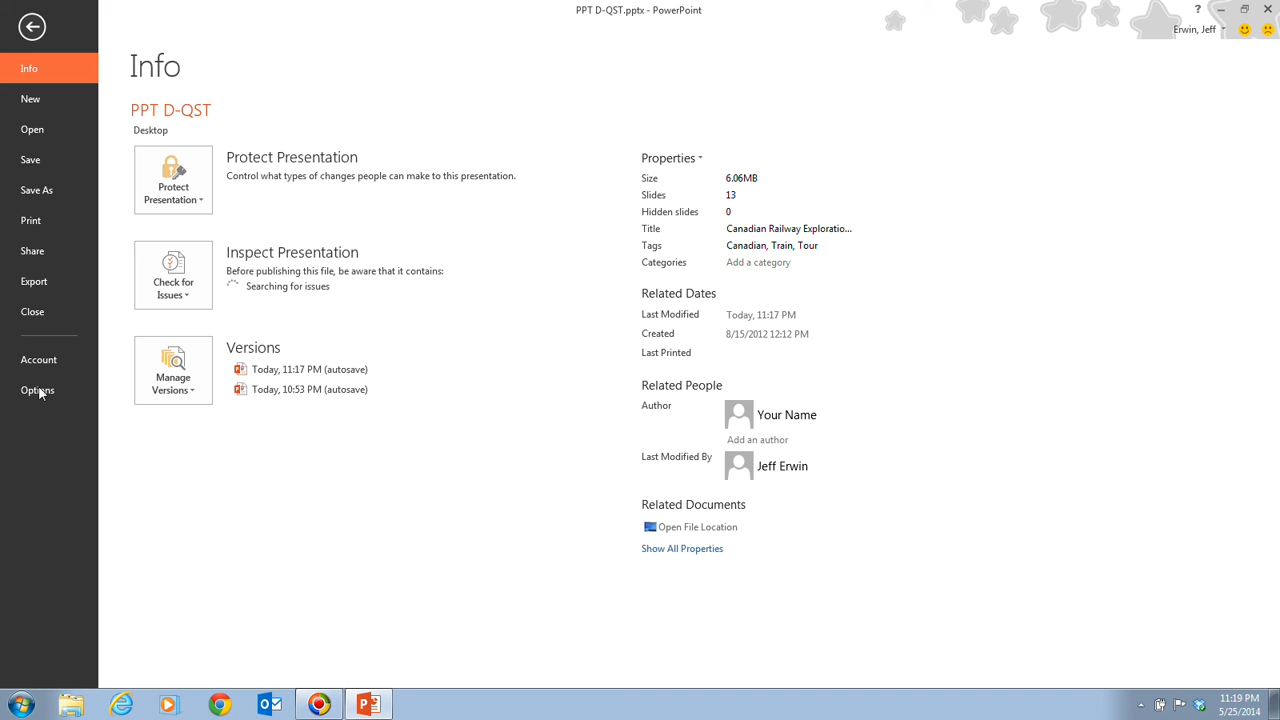 PPT D-QST.pptx - PowerPoint
?
Erwin, Jeff
Info
New
Open
Save
Save As
Print
Share
Export
Close
Account
Options
Info
PPT D-QST
Desktop
Protect
Presentation
Protect Presentation
Control what types of changes people can make to this presentation.
Check for
Issues
Inspect Presentation
Before publishing this file, be aware that it contains:
Searching for issues
Manage
Versions
Versions
Today, 11:17 PM (autosave)
Today, 10:53 PM (autosave)
Properties
Size 6.06MB
Slides 13
Hidden slides 0
Title Canadian Railway Exploratio...
Tags Canadian, Train, Tour
Categories Add a category
Related Dates
Last Modified Today, 11:17 PM
Created 8/15/2012 12:12 PM
Last Printed
Related People
Author Your Name
Add an author
Last Modified By Jeff Erwin
Related Documents
Open File Location
Show All Properties
11:19 PM
5/25/2014